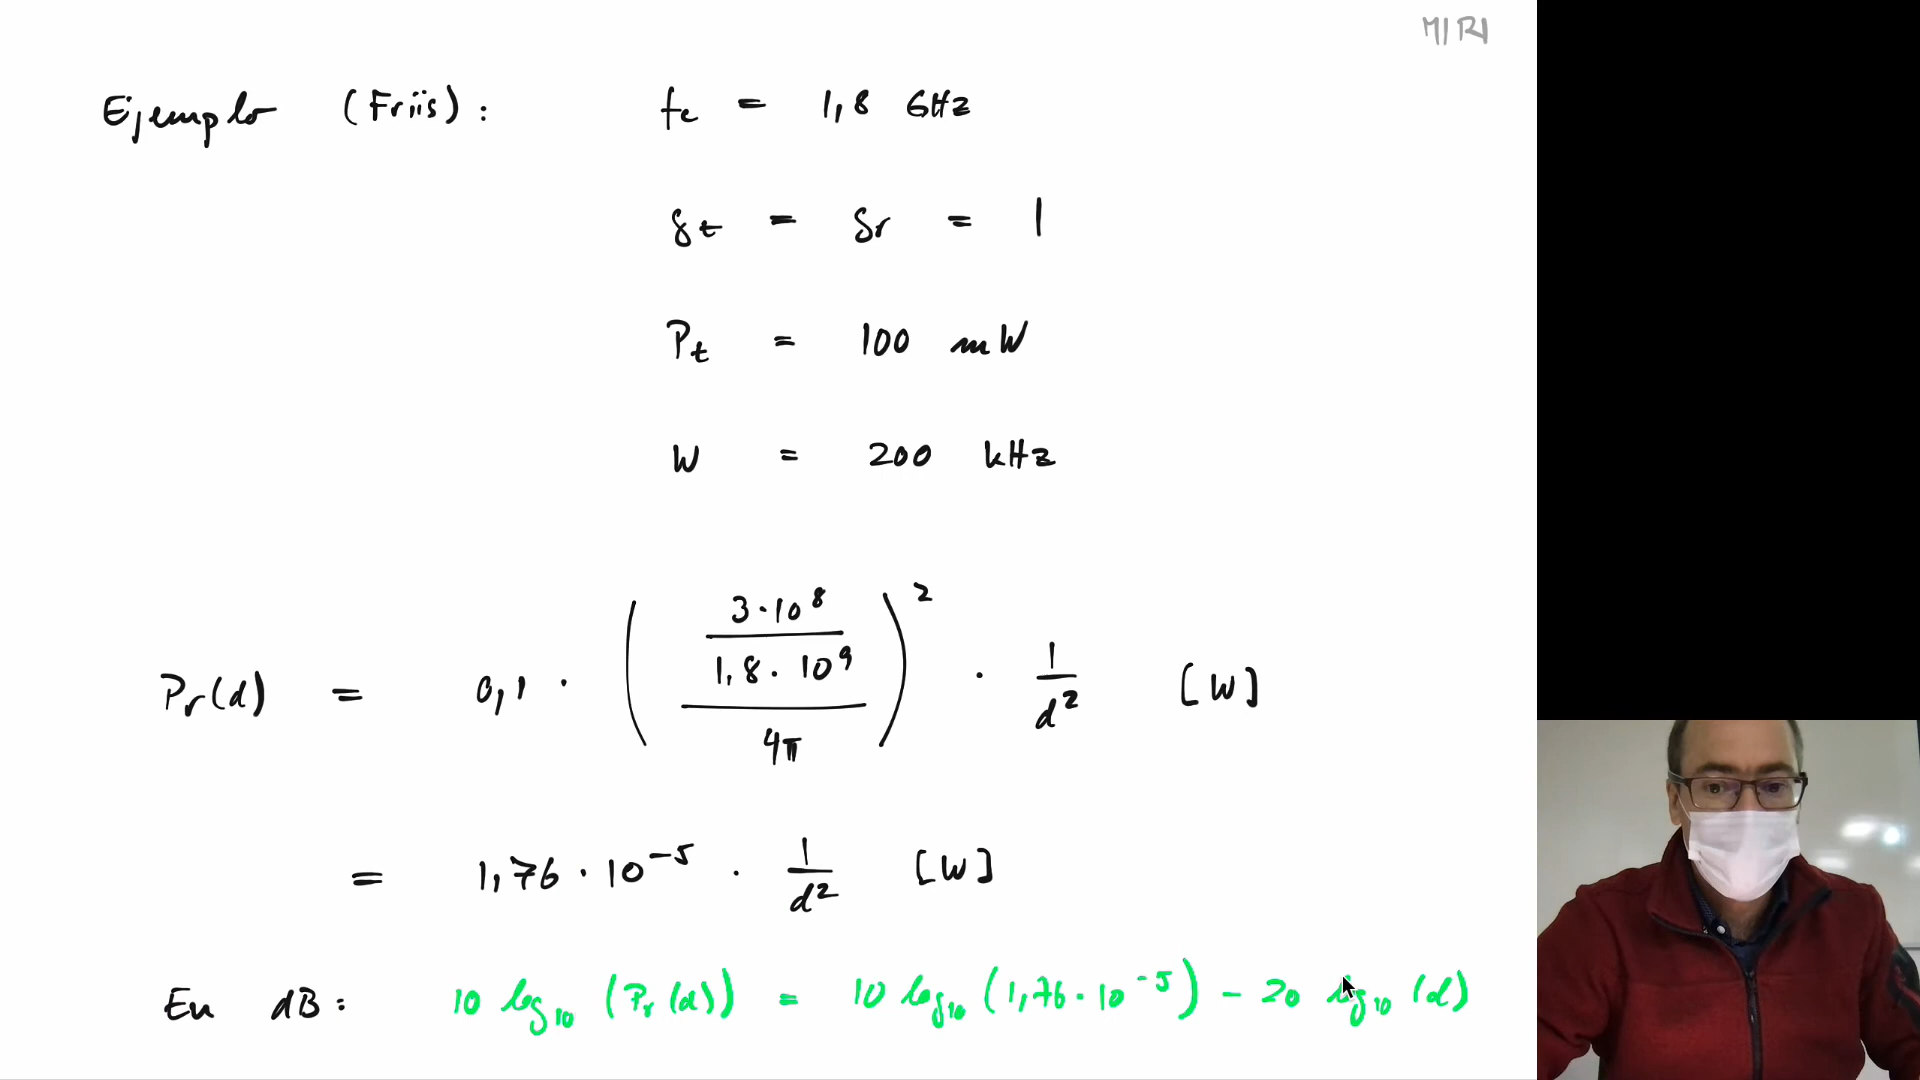 MIRI
Ejemplo (Friis): fc = 1,8 GHz
gt = gr = 1
Pt = 100 mW
W = 200 kHz
Pr(d) = 0,1 · ( (3·10^8 / 1,8·10^9) / 4π )^2 · 1/d^2 [W]
= 1,76·10^-5 · 1/d^2 [W]
En dB: 10 log10 (Pr(d)) = 10 log10 (1,76·10^-5) - 20 log10 (d)